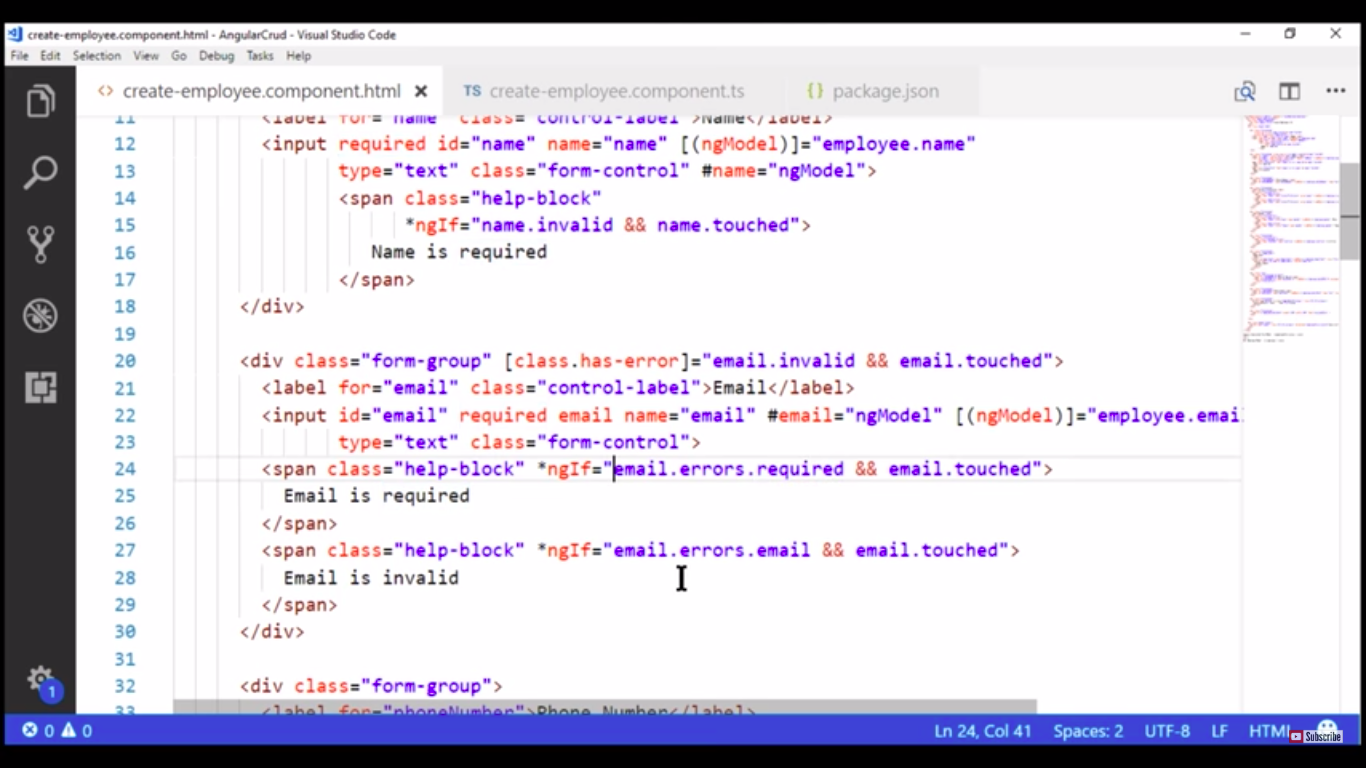 create-employee.component.html - AngularCrud - Visual Studio Code
File Edit Selection View Go Debug Tasks Help
create-employee.component.html TS create-employee.component.ts {} package.json
11 <label for="name" class="control-label">Name</label>
12 <input required id="name" name="name" [(ngModel)]="employee.name"
13 type="text" class="form-control" #name="ngModel">
14 <span class="help-block"
15 *ngIf="name.invalid && name.touched">
16 Name is required
17 </span>
18 </div>
19
20 <div class="form-group" [class.has-error]="email.invalid && email.touched">
21 <label for="email" class="control-label">Email</label>
22 <input id="email" required email name="email" #email="ngModel" [(ngModel)]="employee.email
23 type="text" class="form-control">
24 <span class="help-block" *ngIf="email.errors.required && email.touched">
25 Email is required
26 </span>
27 <span class="help-block" *ngIf="email.errors.email && email.touched">
28 Email is invalid
29 </span>
30 </div>
31
32 <div class="form-group">
33 <label for="phoneNumber">Phone Number</label>
1
0 0 Ln 24, Col 41 Spaces: 2 UTF-8 LF HTML Subscribe